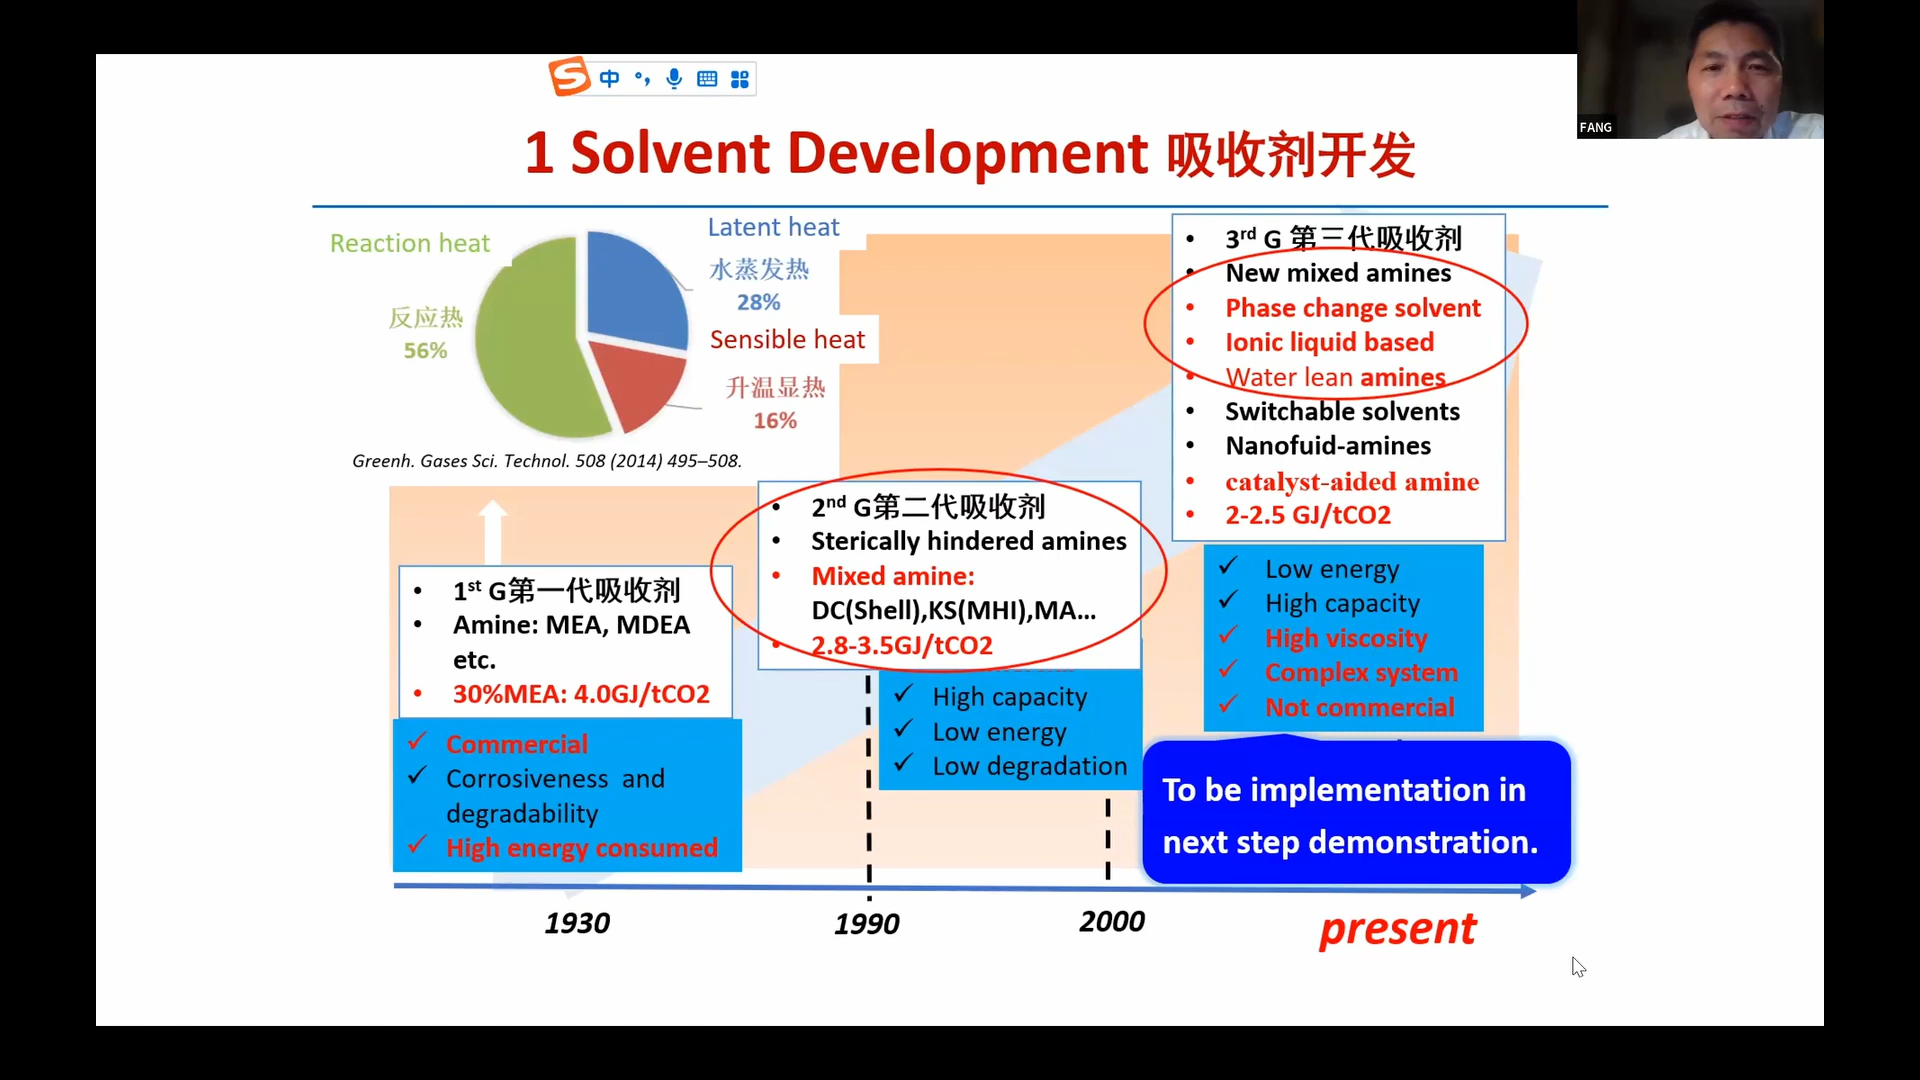 中
FANG
1 Solvent Development 吸收剂开发
Reaction heat
反应热
56%
Latent heat
水蒸发热
28%
Sensible heat
升温显热
16%
Greenh. Gases Sci. Technol. 508 (2014) 495–508.
• 1st G第一代吸收剂
• Amine: MEA, MDEA
etc.
• 30%MEA: 4.0GJ/tCO2
✓ Commercial
✓ Corrosiveness and
degradability
✓ High energy consumed
• 2nd G第二代吸收剂
• Sterically hindered amines
• Mixed amine:
DC(Shell),KS(MHI),MA...
• 2.8-3.5GJ/tCO2
✓ High capacity
✓ Low energy
✓ Low degradation
• 3rd G 第三代吸收剂
• New mixed amines
• Phase change solvent
• Ionic liquid based
• Water lean amines
• Switchable solvents
• Nanofuid-amines
• catalyst-aided amine
• 2-2.5 GJ/tCO2
✓ Low energy
✓ High capacity
✓ High viscosity
✓ Complex system
✓ Not commercial
To be implementation in
next step demonstration.
1930
1990
2000
present